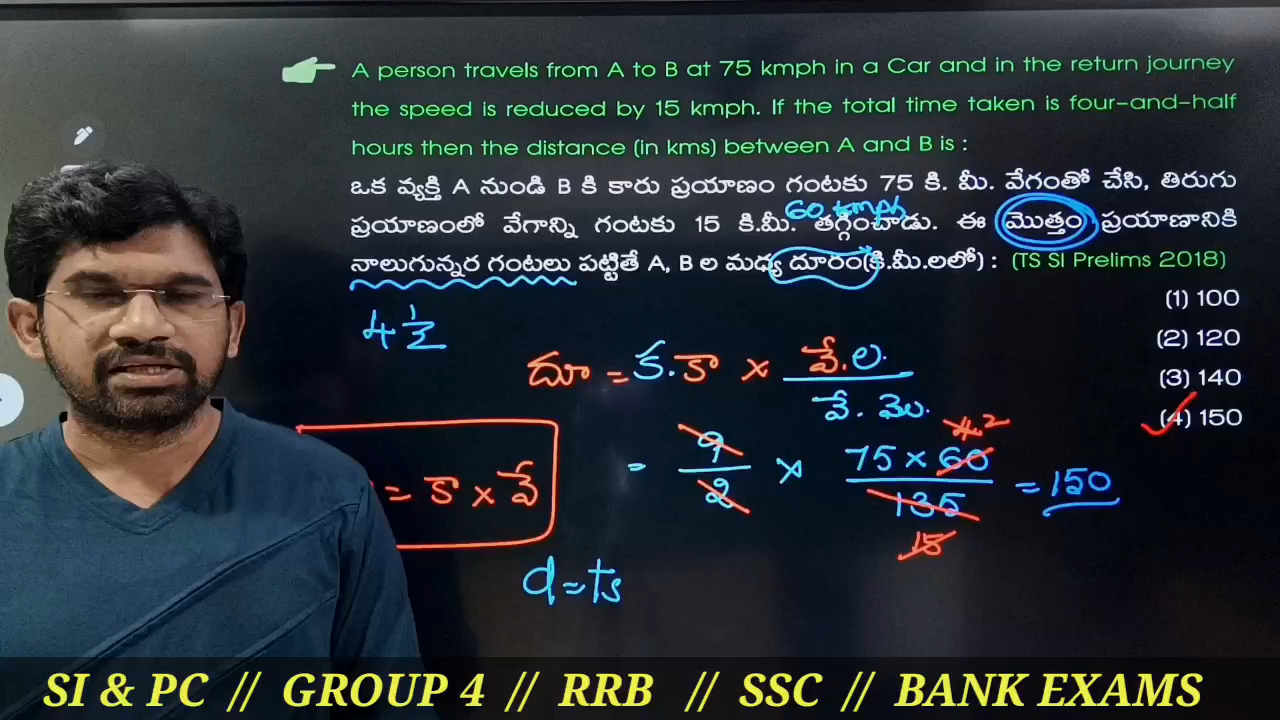 A person travels from A to B at 75 kmph in a Car and in the return journey
the speed is reduced by 15 kmph. If the total time taken is four-and-half
hours then the distance (in kms) between A and B is :
ఒక వ్యక్తి A నుండి B కి కారు ప్రయాణం గంటకు 75 కి. మీ. వేగంతో చేసి, తిరుగు
60 kmph
ప్రయాణంలో వేగాన్ని గంటకు 15 కి.మీ. తగ్గించాడు. ఈ మొత్తం ప్రయాణానికి
నాలుగున్నర గంటలు పట్టితే A, B ల మధ్య దూరం(కి.మీ.లలో) : (TS SI Prelims 2018)
(1) 100
(2) 120
(3) 140
(4) 150
4 1/2
దూ = క. కా × వే.ల. / వే. మొ.
= 9/2 × 75 × 60 / 135 = 150
4.2
15
= కా × వే
d = ts
SI & PC // GROUP 4 // RRB // SSC // BANK EXAMS